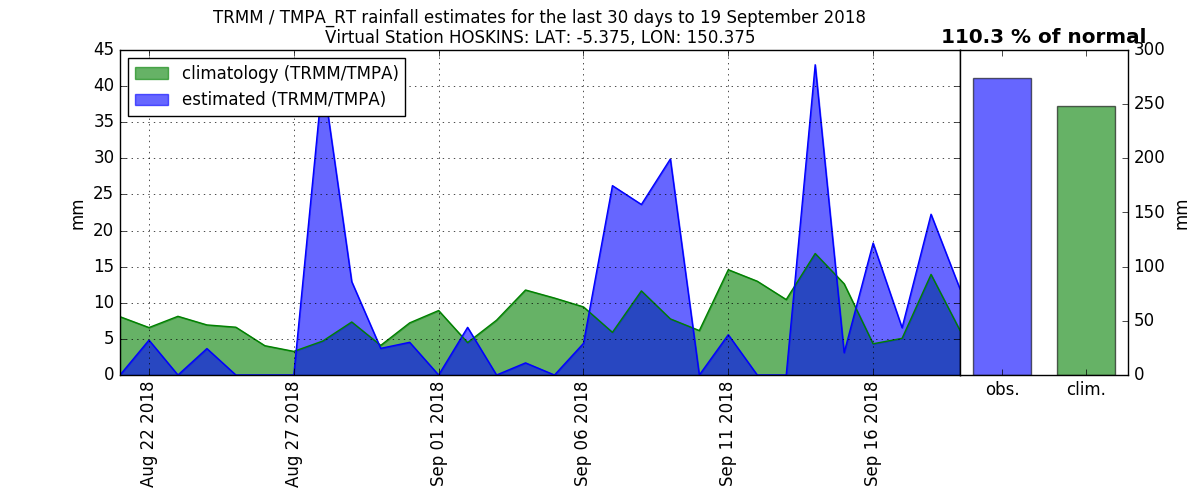 TRMM / TMPA_RT rainfall estimates for the last 30 days to 19 September 2018
Virtual Station HOSKINS: LAT: -5.375, LON: 150.375
110.3 % of normal
climatology (TRMM/TMPA)
estimated (TRMM/TMPA)
45
40
35
30
25
20
15
10
5
0
mm
Aug 22 2018
Aug 27 2018
Sep 01 2018
Sep 06 2018
Sep 11 2018
Sep 16 2018
300
250
200
150
100
50
0
mm
obs.
clim.